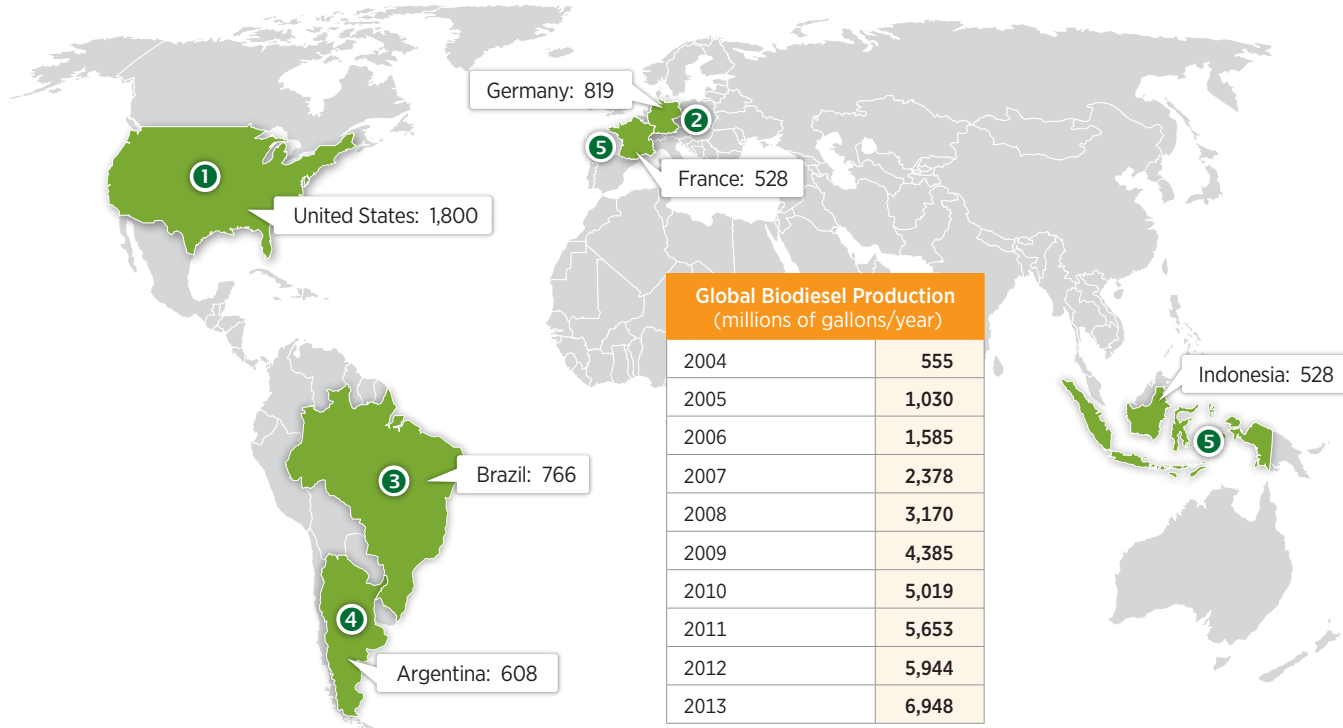 Germany: 819
2
5
France: 528
1
United States: 1,800
Global Biodiesel Production
(millions of gallons/year)
2004 555
2005 1,030
2006 1,585
2007 2,378
2008 3,170
2009 4,385
2010 5,019
2011 5,653
2012 5,944
2013 6,948
Indonesia: 528
5
3
Brazil: 766
4
Argentina: 608